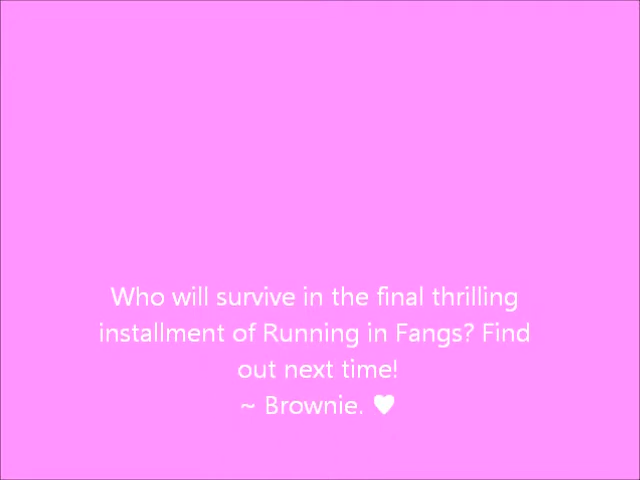 Who will survive in the final thrilling
installment of Running in Fangs? Find
out next time!
~ Brownie. ♥